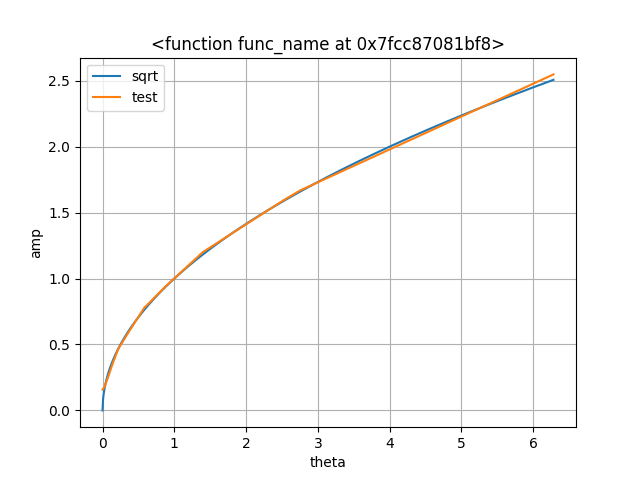 <function func_name at 0x7fcc87081bf8>
sqrt
test
2.5
2.0
1.5
1.0
0.5
0.0
amp
0 1 2 3 4 5 6
theta